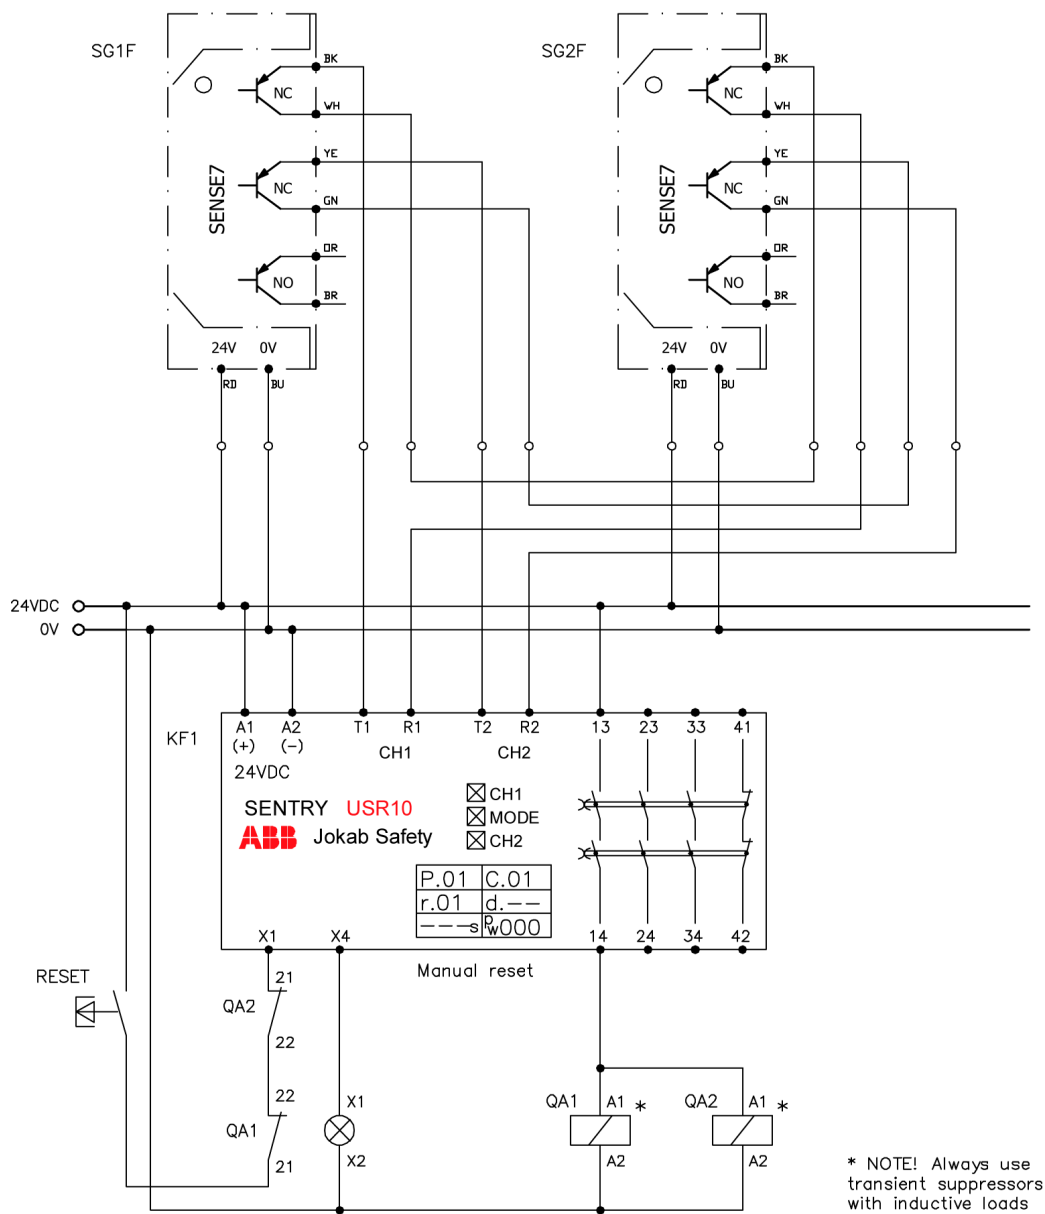 SG1F
SG2F
BK
BK
NC
WH
NC
WH
YE
YE
NC
GN
NC
GN
SENSE7
SENSE7
OR
OR
NO
BR
NO
BR
24V 0V
24V 0V
RD BU
RD BU
24VDC
0V
KF1
A1 A2 T1 R1 T2 R2 13 23 33 41
(+) (-) CH1 CH2
24VDC
SENTRY USR10
ABB Jokab Safety
CH1
MODE
CH2
P.01 C.01
r.01 d.--
---s Pw000
X1 X4 14 24 34 42
Manual reset
RESET
21
QA2
22
22
QA1
21
X1
X2
QA1 A1 *
A2
QA2 A1 *
A2
* NOTE! Always use
transient suppressors
with inductive loads